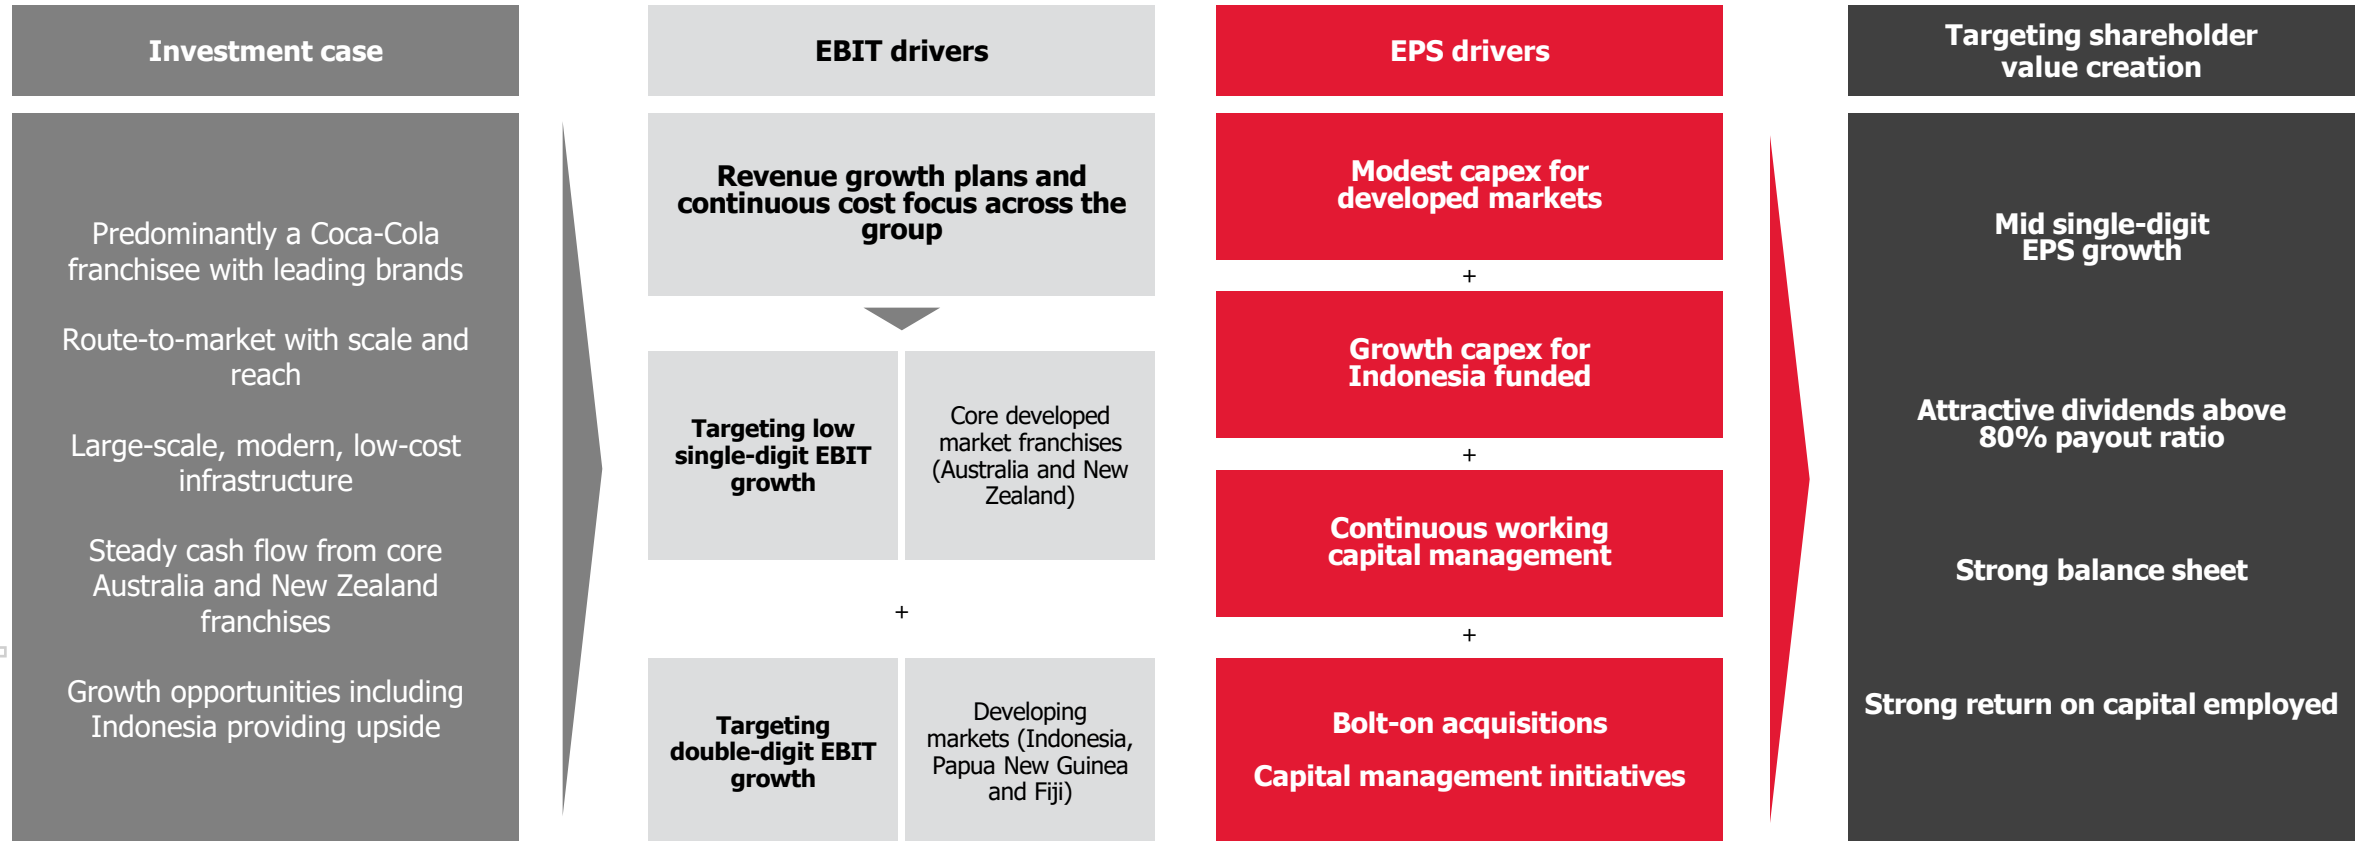 Investment case
Predominantly a Coca-Cola
franchisee with leading brands
Route-to-market with scale and
reach
Large-scale, modern, low-cost
infrastructure
Steady cash flow from core
Australia and New Zealand
franchises
Growth opportunities including
Indonesia providing upside
EBIT drivers
Revenue growth plans and
continuous cost focus across the
group
Targeting low
single-digit EBIT
growth
Core developed
market franchises
(Australia and New
Zealand)
+
Targeting
double-digit EBIT
growth
Developing
markets (Indonesia,
Papua New Guinea
and Fiji)
EPS drivers
Modest capex for
developed markets
+
Growth capex for
Indonesia funded
+
Continuous working
capital management
+
Bolt-on acquisitions
Capital management initiatives
Targeting shareholder
value creation
Mid single-digit
EPS growth
Attractive dividends above
80% payout ratio
Strong balance sheet
Strong return on capital employed